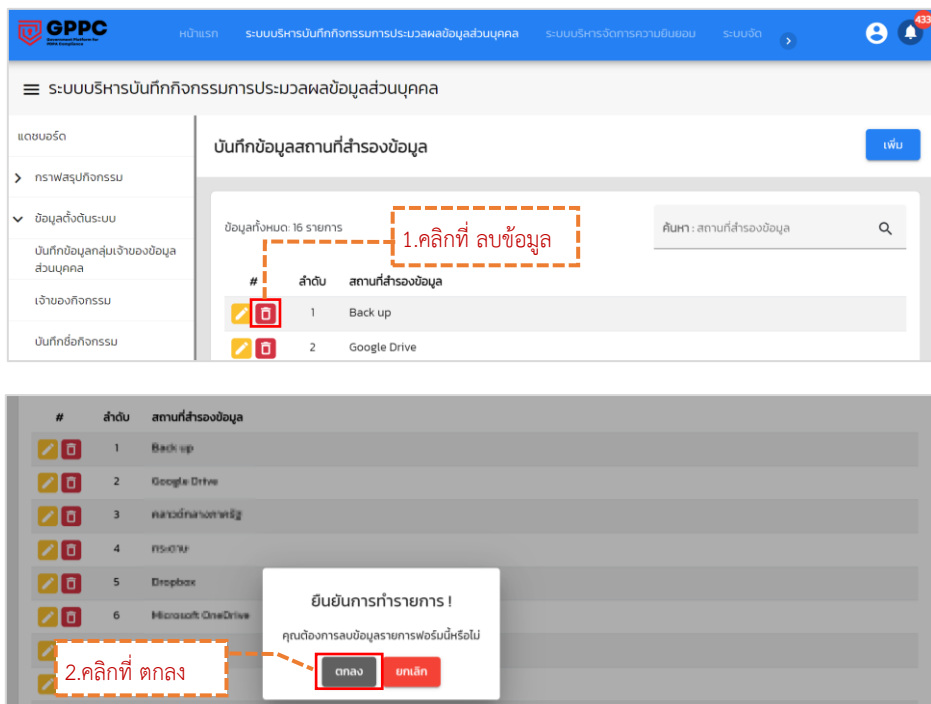 GPPC
Government Platform for
PDPA Compliance
หน้าแรก ระบบบริหารบันทึกกิจกรรมการประมวลผลข้อมูลส่วนบุคคล ระบบบริหารจัดการความยินยอม ระบบจัด
433
ระบบบริหารบันทึกกิจกรรมการประมวลผลข้อมูลส่วนบุคคล
แดชบอร์ด
กราฟสรุปกิจกรรม
ข้อมูลตั้งต้นระบบ
บันทึกข้อมูลกลุ่มเจ้าของข้อมูล
ส่วนบุคคล
เจ้าของกิจกรรม
บันทึกชื่อกิจกรรม
บันทึกข้อมูลสถานที่สำรองข้อมูล
เพิ่ม
ข้อมูลทั้งหมด: 16 รายการ
1.คลิกที่ ลบข้อมูล
ค้นหา : สถานที่สำรองข้อมูล
# ลำดับ สถานที่สำรองข้อมูล
1 Back up
2 Google Drive
# ลำดับ สถานที่สำรองข้อมูล
1 Back up
2 Google Drive
3 คลาวด์กลางภาครัฐ
4 กระดาษ
5 Dropbox
6 Microsoft OneDrive
ยืนยันการทำรายการ !
คุณต้องการลบข้อมูลรายการฟอร์มนี้หรือไม่
ตกลง ยกเลิก
2.คลิกที่ ตกลง